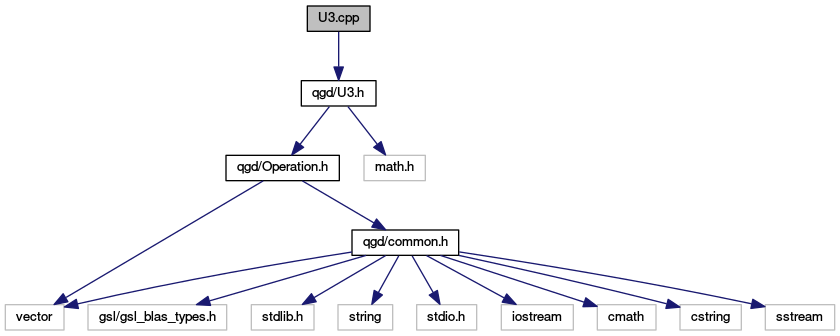 U3.cpp
qgd/U3.h
qgd/Operation.h
math.h
qgd/common.h
vector
gsl/gsl_blas_types.h
stdlib.h
string
stdio.h
iostream
cmath
cstring
sstream